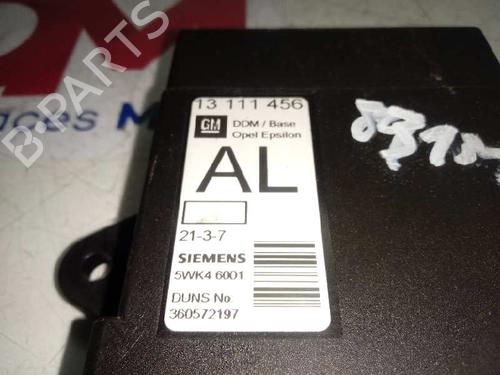 B-PARTS
13 111 456
GM
DDM / Base
Opel Epsilon
AL
21-3-7
SIEMENS
5WK4 6001
DUNS No
360572197